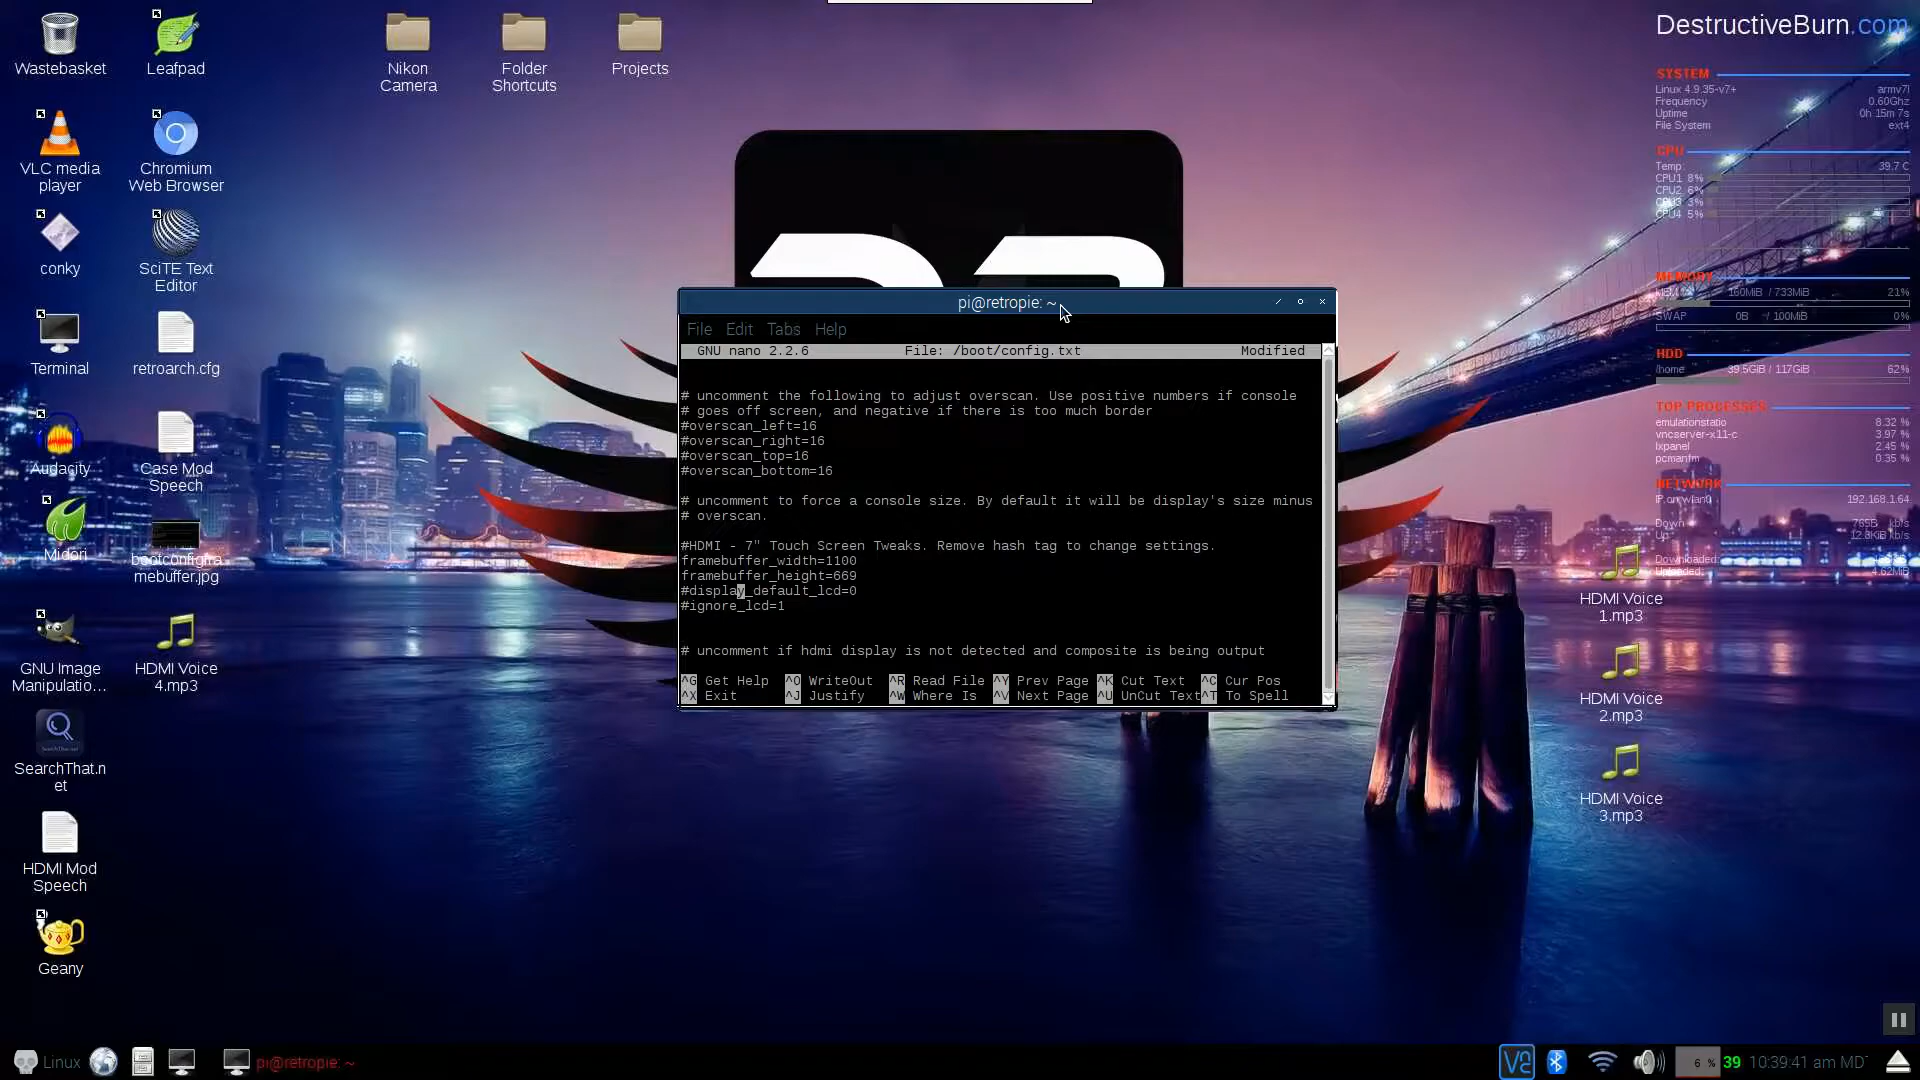 Wastebasket
Leafpad
Nikon
Camera
Folder
Shortcuts
Projects
VLC media
player
Chromium
Web Browser
conky
SciTE Text
Editor
Terminal
retroarch.cfg
Audacity
Case Mod
Speech
Midori
mebuffer.jpg
GNU Image
Manipulatio...
HDMI Voice
4.mp3
SearchThat.n
et
HDMI Mod
Speech
Geany
pi@retropie: ~
File Edit Tabs Help
GNU nano 2.2.6 File: /boot/config.txt Modified
# uncomment the following to adjust overscan. Use positive numbers if console
# goes off screen, and negative if there is too much border
#overscan_left=16
#overscan_right=16
#overscan_top=16
#overscan_bottom=16
# uncomment to force a console size. By default it will be display's size minus
# overscan.
#HDMI - 7" Touch Screen Tweaks. Remove hash tag to change settings.
framebuffer_width=1100
framebuffer_height=669
#display_default_lcd=0
#ignore_lcd=1
# uncomment if hdmi display is not detected and composite is being output
^G Get Help ^O WriteOut ^R Read File ^Y Prev Page ^K Cut Text ^C Cur Pos
^X Exit ^J Justify ^W Where Is ^V Next Page ^U UnCut Text ^T To Spell
DestructiveBurn.com
SYSTEM
Linux 4.9.35-v7+ armv7l
Frequency 0.60Ghz
Uptime 0h 15m 7s
File System ext4
CPU
Temp: 39.7 C
CPU1 8%
CPU2 6%
CPU3 3%
CPU4 5%
MEMORY
160MiB / 733MiB 21%
SWAP 0B / 100MiB 0%
HDD
/home 39.5GiB / 117GiB 62%
TOP PROCESSES
emulationstatio 8.32 %
vncserver-x11-c 3.97 %
lxpanel 2.45 %
pcmanfm 0.35 %
NETWORK
IP on wlan0 192.168.1.64
Down 765B kb/s
Up 12.8KiB kb/s
Downloaded:
Uploaded: 4.62MiB
HDMI Voice
1.mp3
HDMI Voice
2.mp3
HDMI Voice
3.mp3
Linux
pi@retropie: ~
6 % 39 10:39:41 am